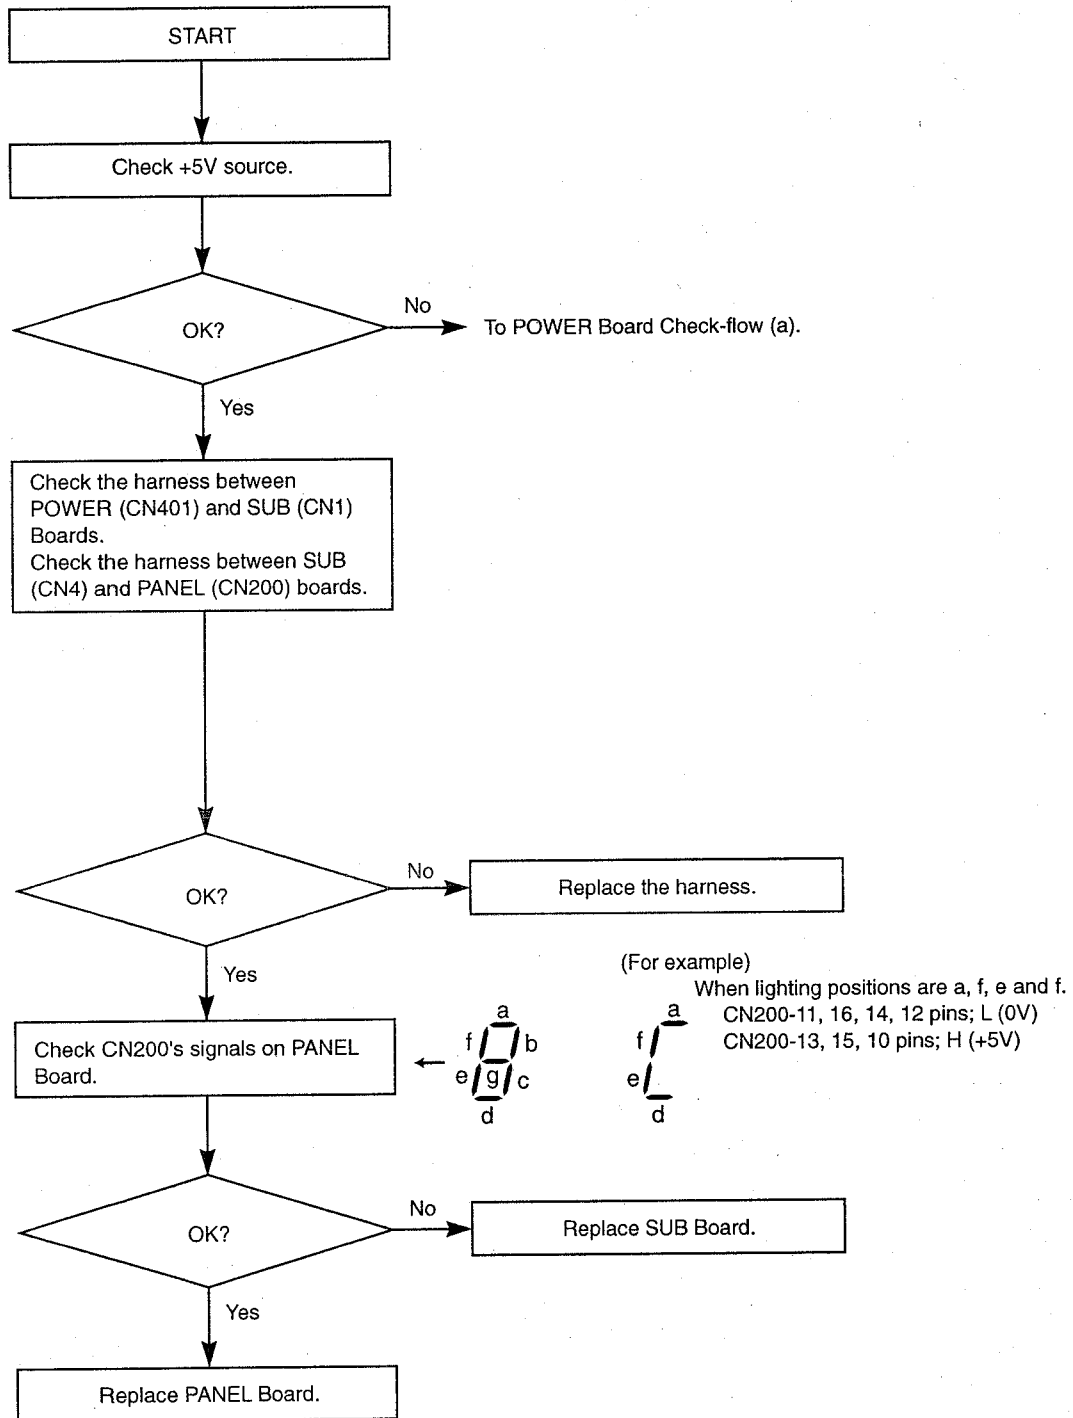 START
Check +5V source.
OK?
No
To POWER Board Check-flow (a).
Yes
Check the harness between
POWER (CN401) and SUB (CN1)
Boards.
Check the harness between SUB
(CN4) and PANEL (CN200) boards.
OK?
No
Replace the harness.
Yes
(For example)
When lighting positions are a, f, e and f.
CN200-11, 16, 14, 12 pins; L (0V)
CN200-13, 15, 10 pins; H (+5V)
Check CN200's signals on PANEL
Board.
a
f b
e g c
d
a
f
e
d
OK?
No
Replace SUB Board.
Yes
Replace PANEL Board.